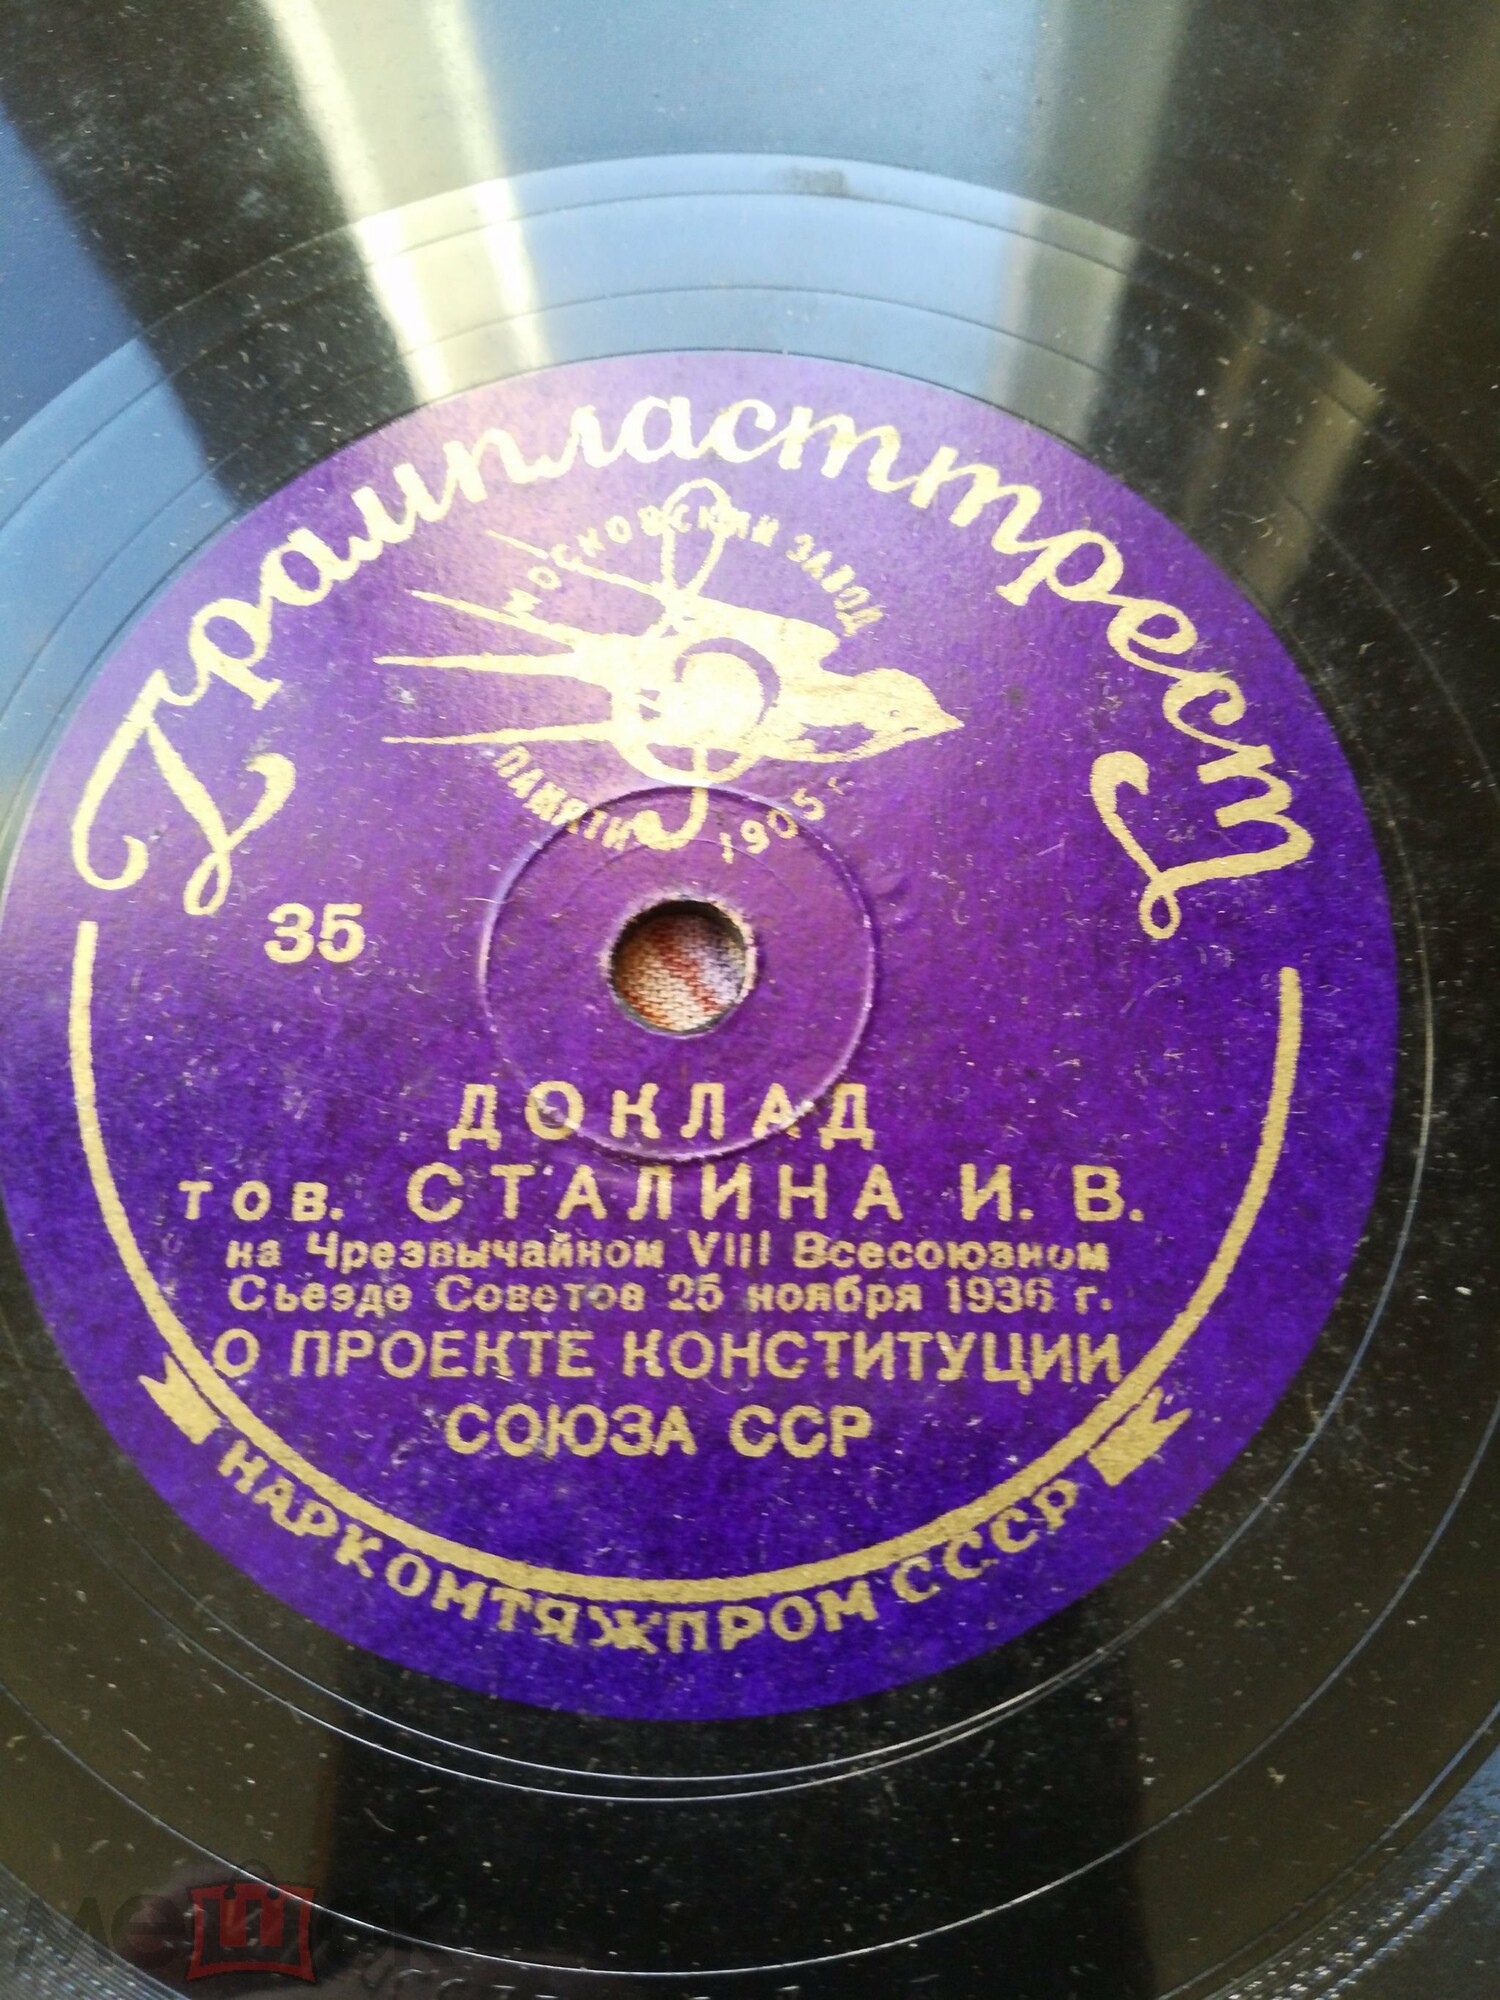 Грампласттрест
МОСКОВСКИЙ ЗАВОД
ПАМЯТИ 1905 г
35
ДОКЛАД
тов. СТАЛИНА И. В.
на Чрезвычайном VIII Всесоюзном
Сьезде Советов 25 ноября 1936 г.
О ПРОЕКТЕ КОНСТИТУЦИИ
СОЮЗА ССР
НАРКОМТЯЖПРОМ СССР
мешок